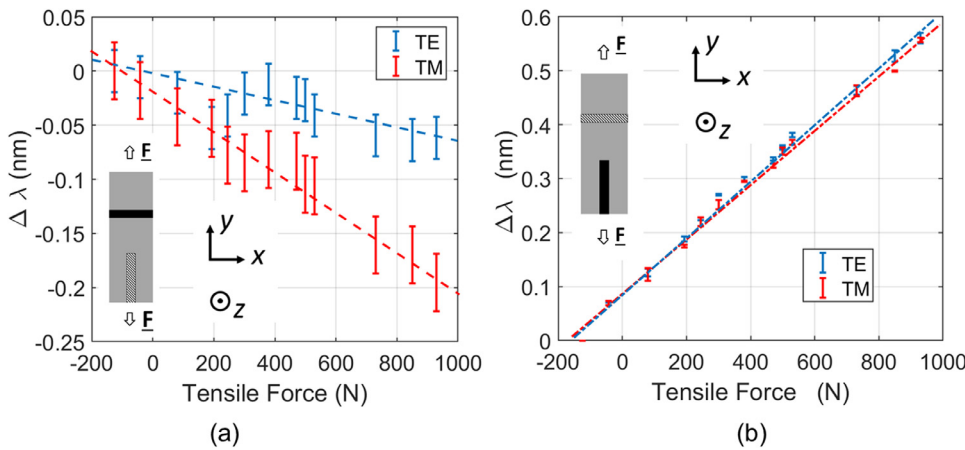 0.05
0
-0.05
-0.1
-0.15
-0.2
-0.25
-200 0 200 400 600 800 1000
Δ λ (nm)
Tensile Force (N)
TE
TM
F
F
y
x
z
(a)
0.6
0.5
0.4
0.3
0.2
0.1
0
-200 0 200 400 600 800 1000
Δ λ (nm)
Tensile Force (N)
F
F
y
x
z
TE
TM
(b)